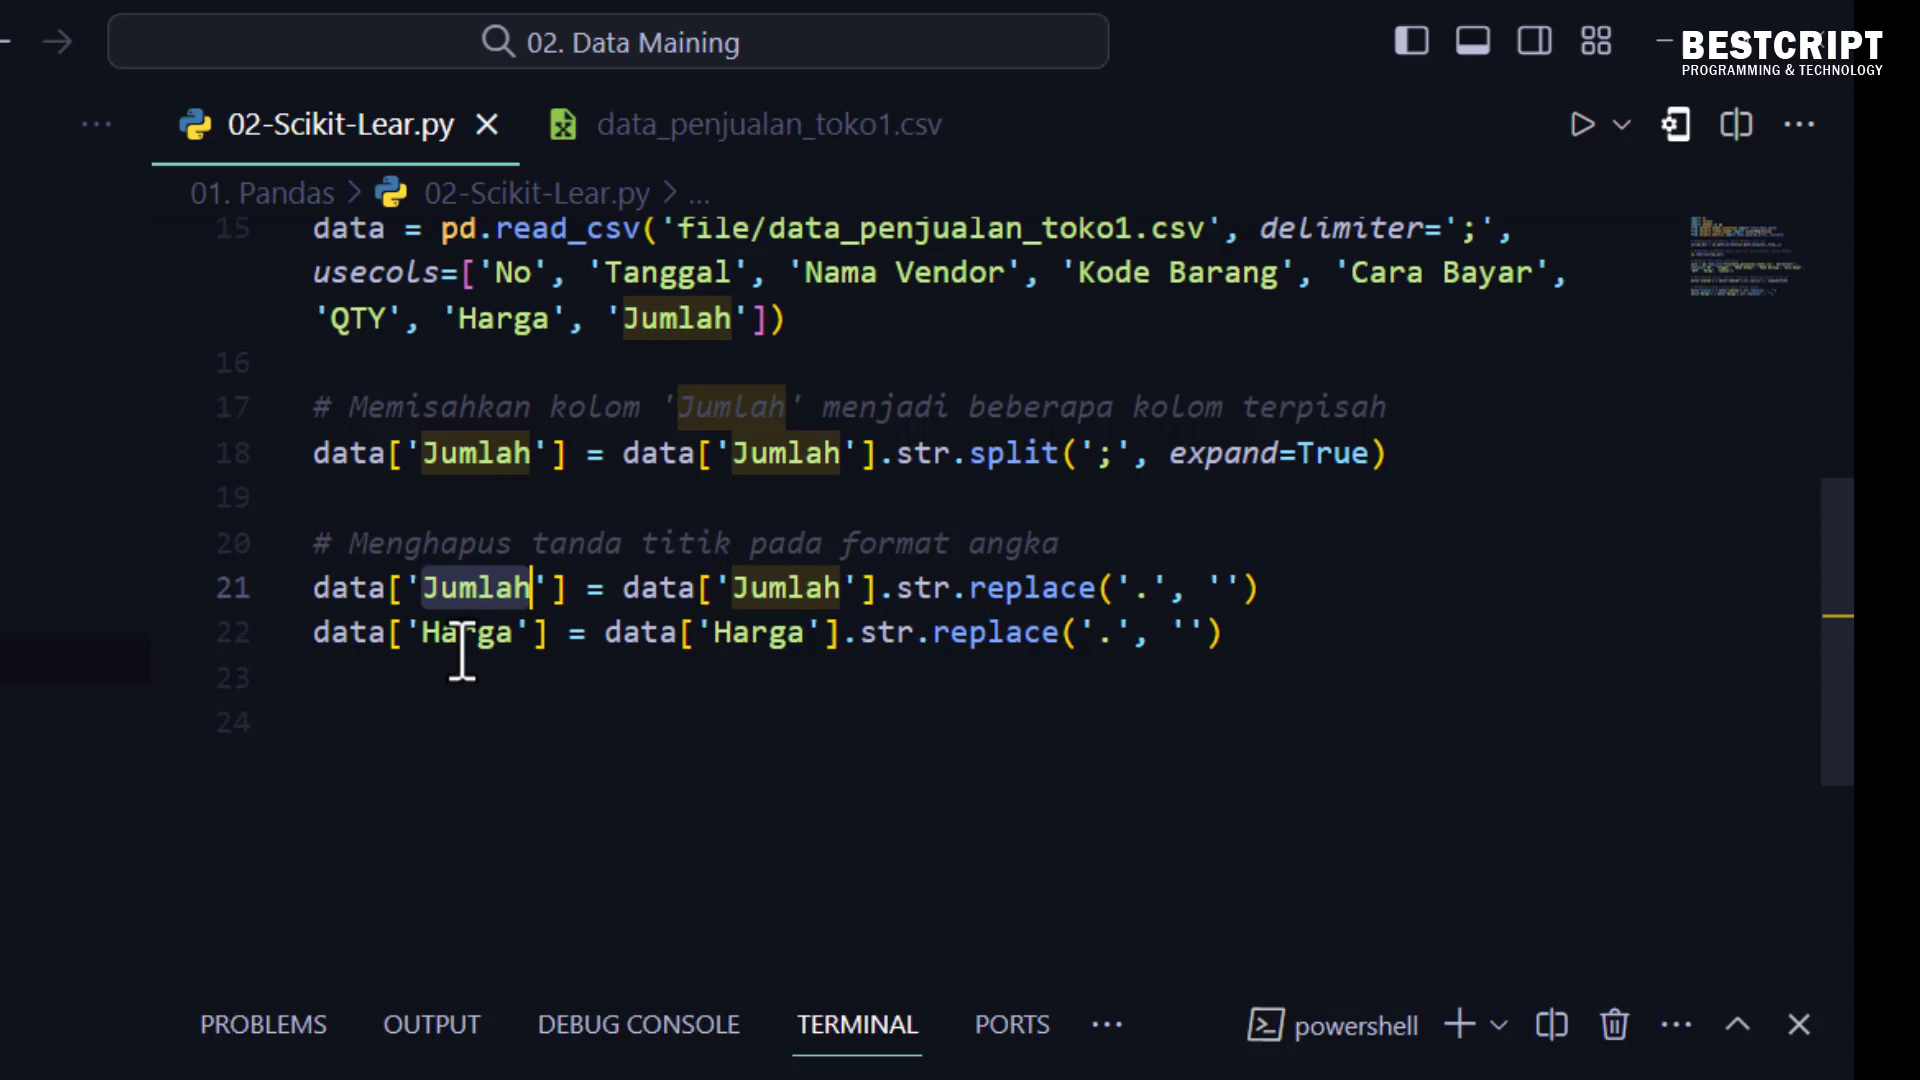 02. Data Maining
BESTCRIPT
PROGRAMMING & TECHNOLOGY
02-Scikit-Lear.py
data_penjualan_toko1.csv
01. Pandas > 02-Scikit-Lear.py > ...
15 data = pd.read_csv('file/data_penjualan_toko1.csv', delimiter=';',
usecols=['No', 'Tanggal', 'Nama Vendor', 'Kode Barang', 'Cara Bayar',
'QTY', 'Harga', 'Jumlah'])
16
17 # Memisahkan kolom 'Jumlah' menjadi beberapa kolom terpisah
18 data['Jumlah'] = data['Jumlah'].str.split(';', expand=True)
19
20 # Menghapus tanda titik pada format angka
21 data['Jumlah'] = data['Jumlah'].str.replace('.', '')
22 data['Harga'] = data['Harga'].str.replace('.', '')
23
24
PROBLEMS OUTPUT DEBUG CONSOLE TERMINAL PORTS ... powershell